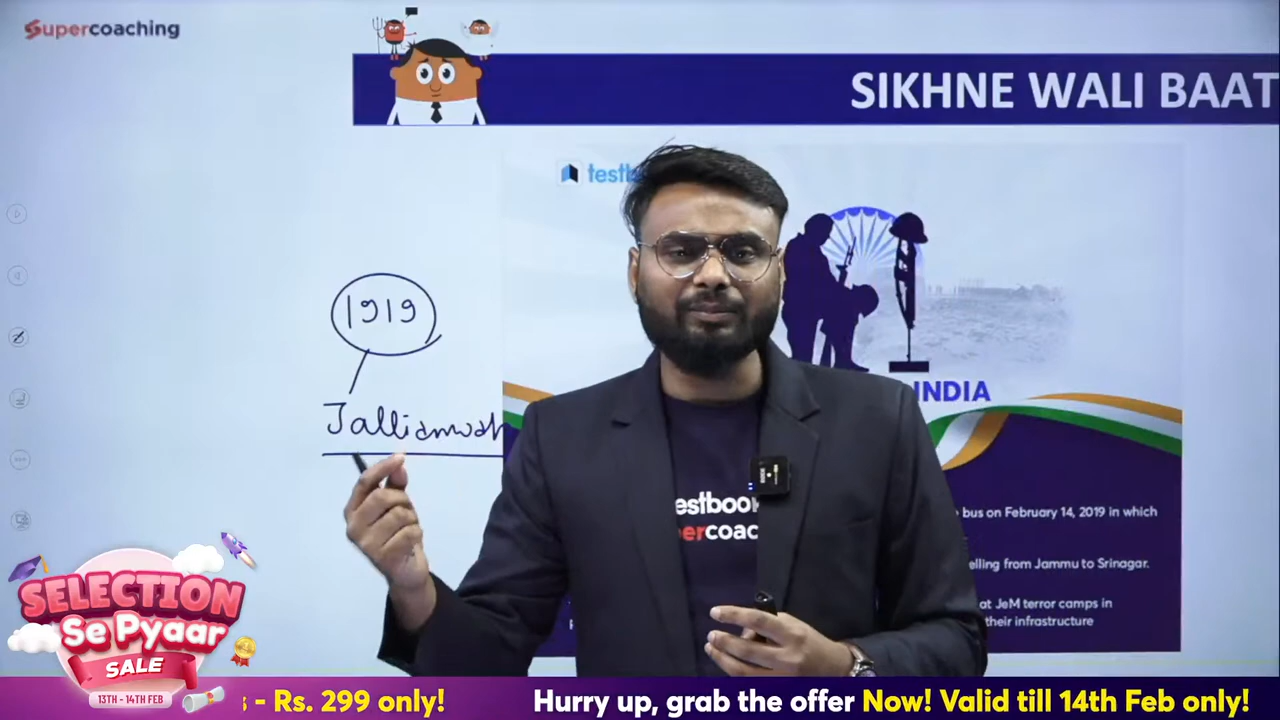 Supercoaching
SIKHNE WALI BAAT
testb
1919
Jallianwah
INDIA
bus on February 14, 2019 in which
elling from Jammu to Srinagar.
at JeM terror camps in
their infrastructure
estbook
ercoac
SELECTION
Se Pyaar
SALE
13TH - 14TH FEB
- Rs. 299 only!
Hurry up, grab the offer Now! Valid till 14th Feb only!